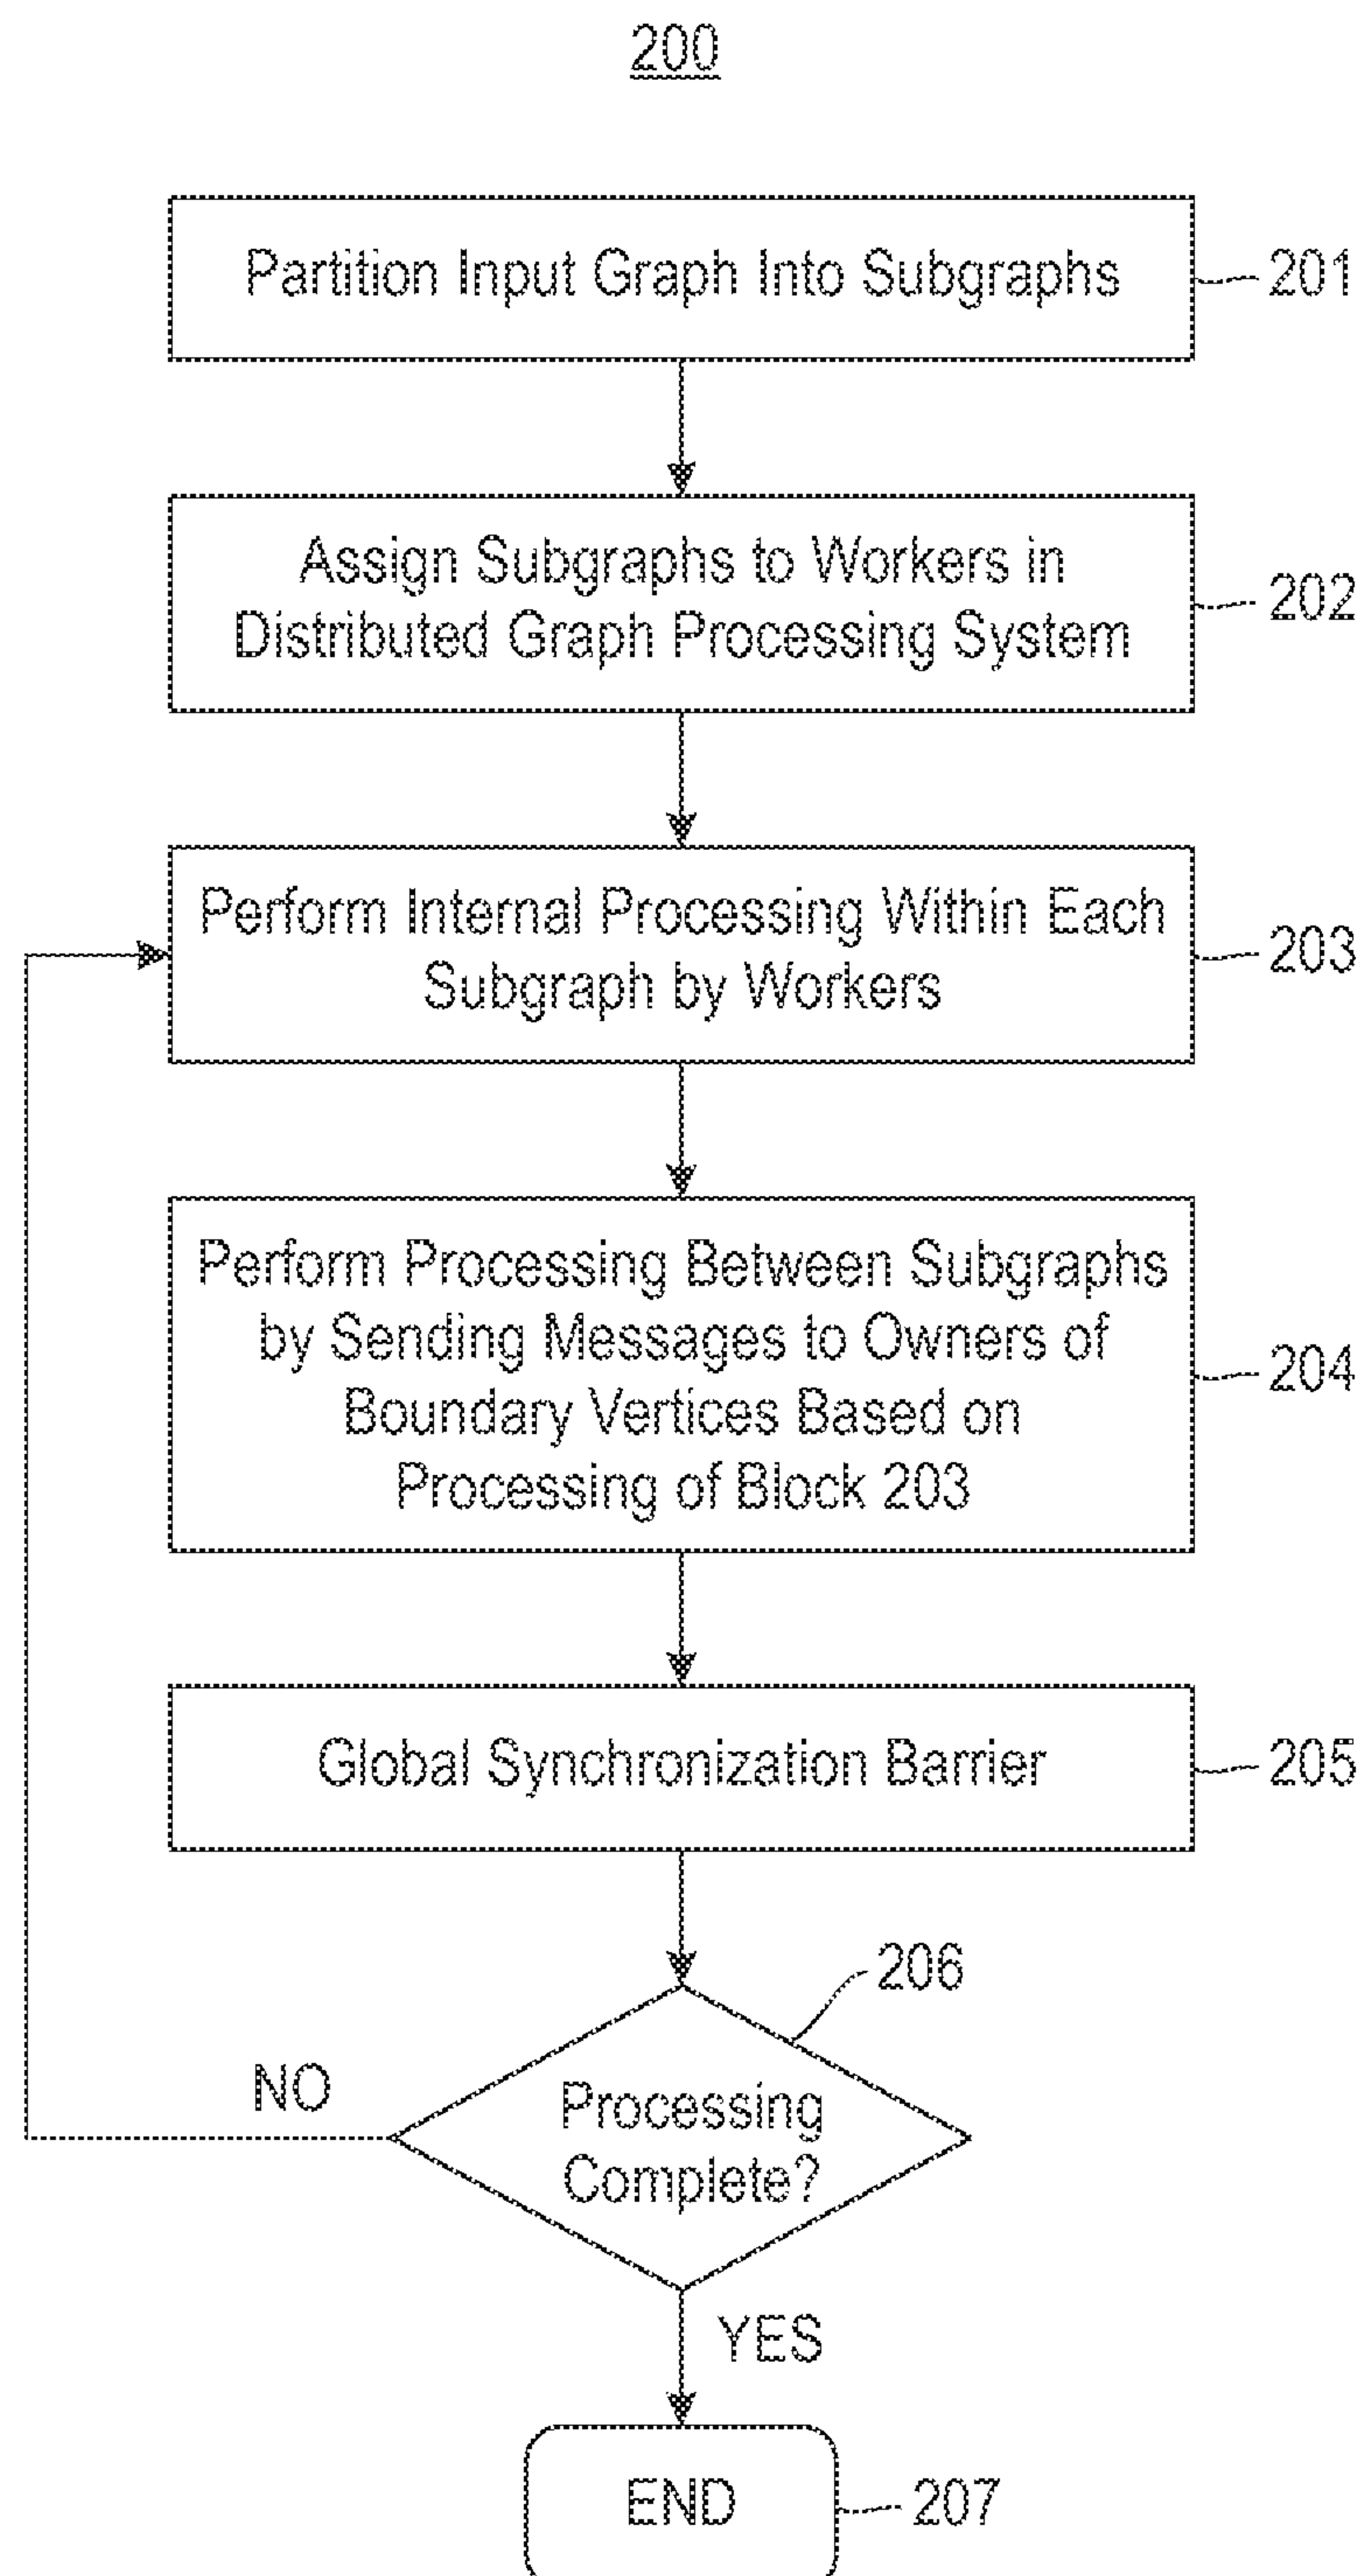 200
Partition Input Graph Into Subgraphs
201
Assign Subgraphs to Workers in
Distributed Graph Processing System
202
Perform Internal Processing Within Each
Subgraph by Workers
203
Perform Processing Between Subgraphs
by Sending Messages to Owners of
Boundary Vertices Based on
Processing of Block 203
204
Global Synchronization Barrier
205
206
Processing
Complete?
NO
YES
END
207